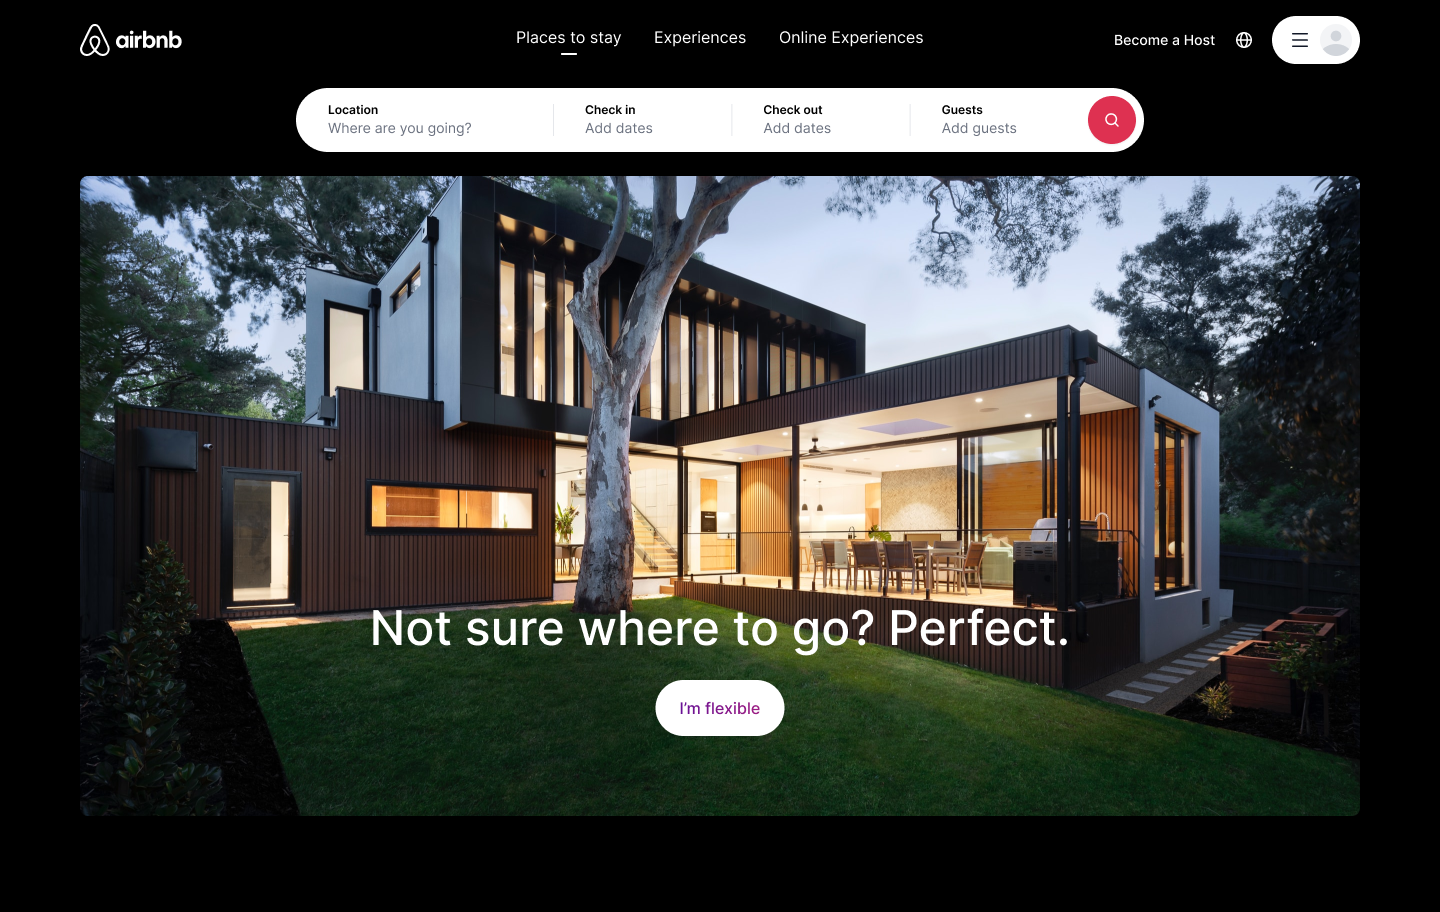 airbnb
Places to stay
Experiences
Online Experiences
Become a Host
Location
Where are you going?
Check in
Add dates
Check out
Add dates
Guests
Add guests
Not sure where to go? Perfect.
I'm flexible